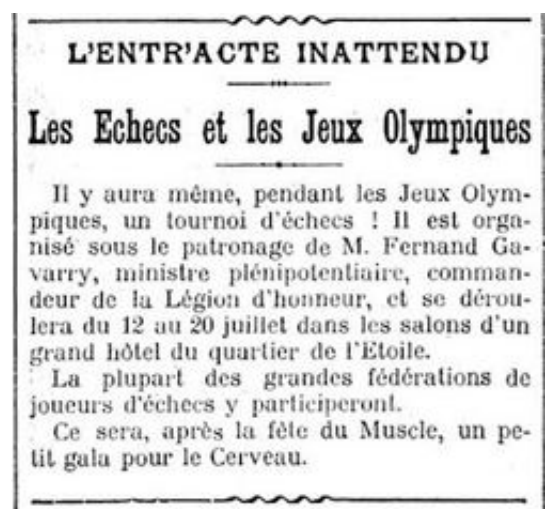 L'ENTR'ACTE INATTENDU
Les Echecs et les Jeux Olympiques
Il y aura même, pendant les Jeux Olym-
piques, un tournoi d'échecs ! Il est orga-
nisé sous le patronage de M. Fernand Ga-
varry, ministre plénipotentiaire, comman-
deur de la Légion d'honneur, et se dérou-
lera du 12 au 20 juillet dans les salons d'un
grand hôtel du quartier de l'Etoile.
La plupart des grandes fédérations de
joueurs d'échecs y participeront.
Ce sera, après la fête du Muscle, un pe-
tit gala pour le Cerveau.